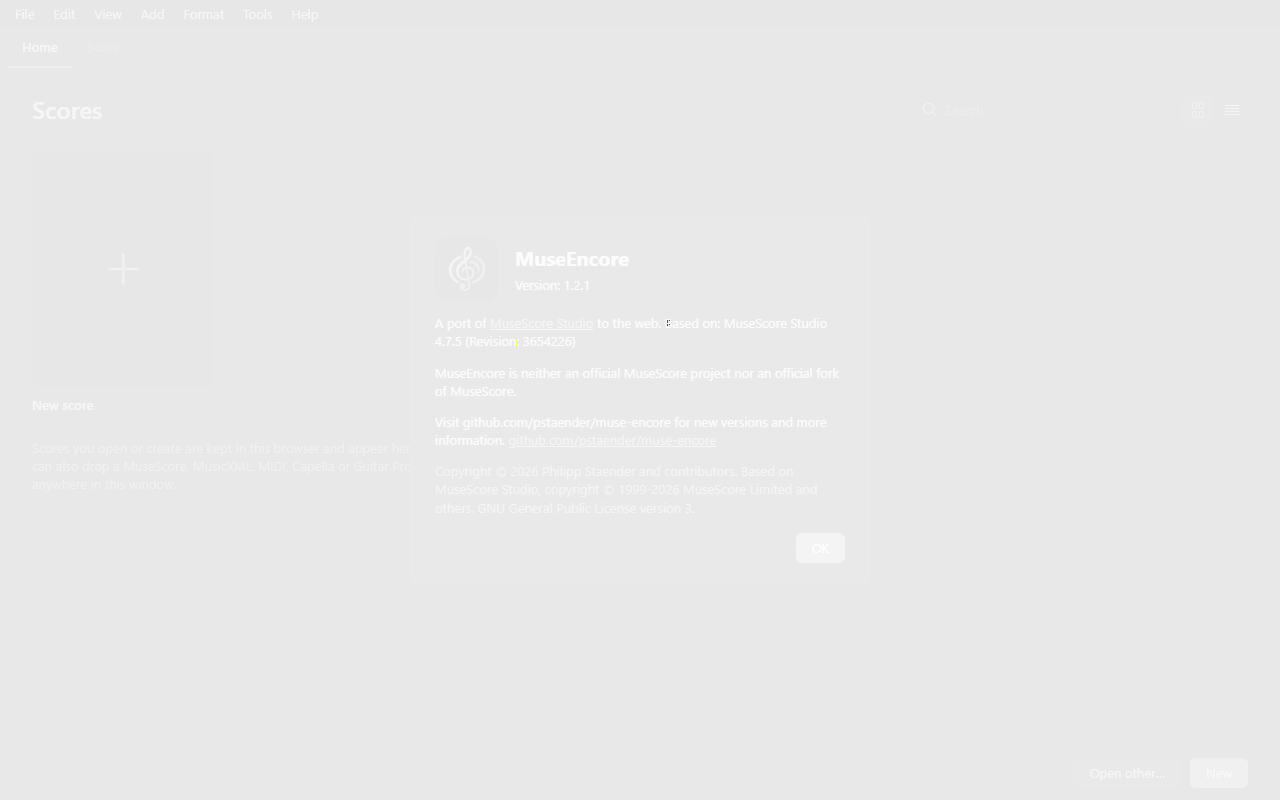 File Edit View Add Format Tools Help
Home Score
Scores
Search
New score
Scores you open or create are kept in this browser and appear her
can also drop a MuseScore, MusicXML, MIDI, Capella or Guitar Pro
anywhere in this window.
MuseEncore
Version: 1.2.1
A port of MuseScore Studio to the web. Based on: MuseScore Studio
4.7.5 (Revision: 3654226)
MuseEncore is neither an official MuseScore project nor an official fork
of MuseScore.
Visit github.com/pstaender/muse-encore for new versions and more
information. github.com/pstaender/muse-encore
Copyright © 2026 Philipp Staender and contributors. Based on
MuseScore Studio, copyright © 1999-2026 MuseScore Limited and
others. GNU General Public License version 3.
OK
Open other... New